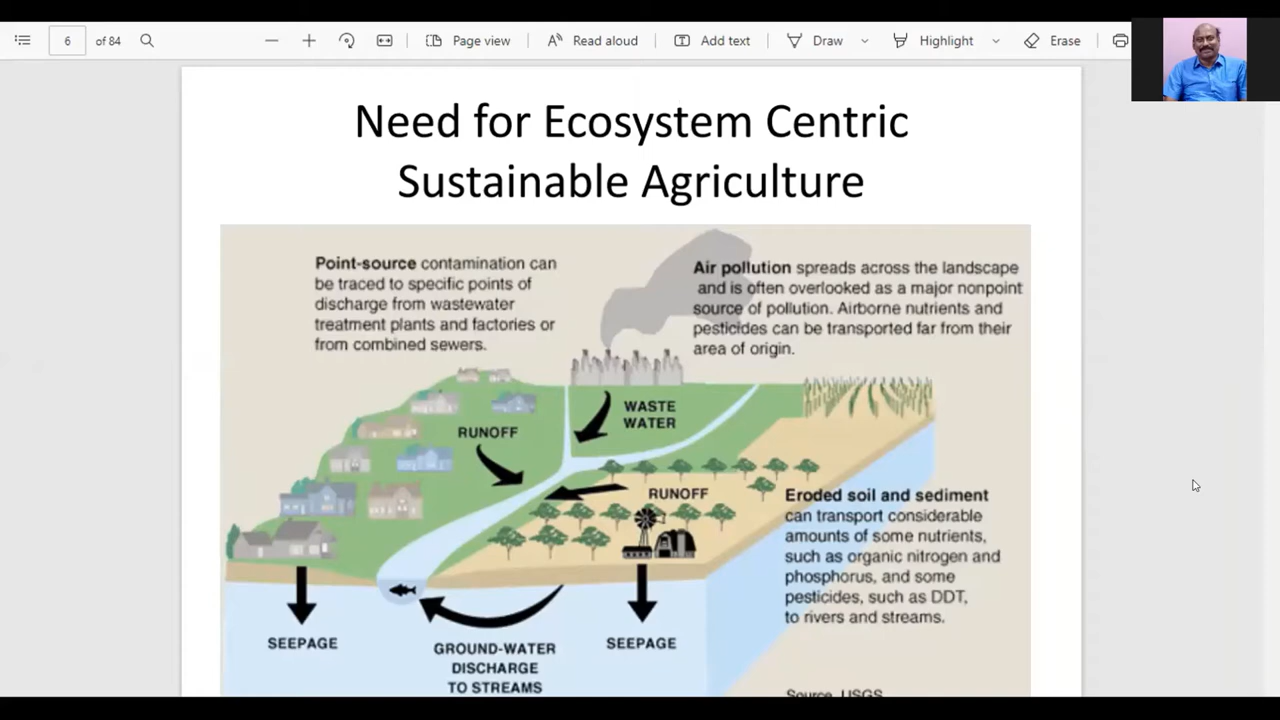 6 of 84 Page view Read aloud Add text Draw Highlight Erase
Need for Ecosystem Centric
Sustainable Agriculture
Point-source contamination can
be traced to specific points of
discharge from wastewater
treatment plants and factories or
from combined sewers.
Air pollution spreads across the landscape
and is often overlooked as a major nonpoint
source of pollution. Airborne nutrients and
pesticides can be transported far from their
area of origin.
WASTE
WATER
RUNOFF
RUNOFF
Eroded soil and sediment
can transport considerable
amounts of some nutrients,
such as organic nitrogen and
phosphorus, and some
pesticides, such as DDT,
to rivers and streams.
SEEPAGE
GROUND-WATER
DISCHARGE
TO STREAMS
SEEPAGE
Source USGS